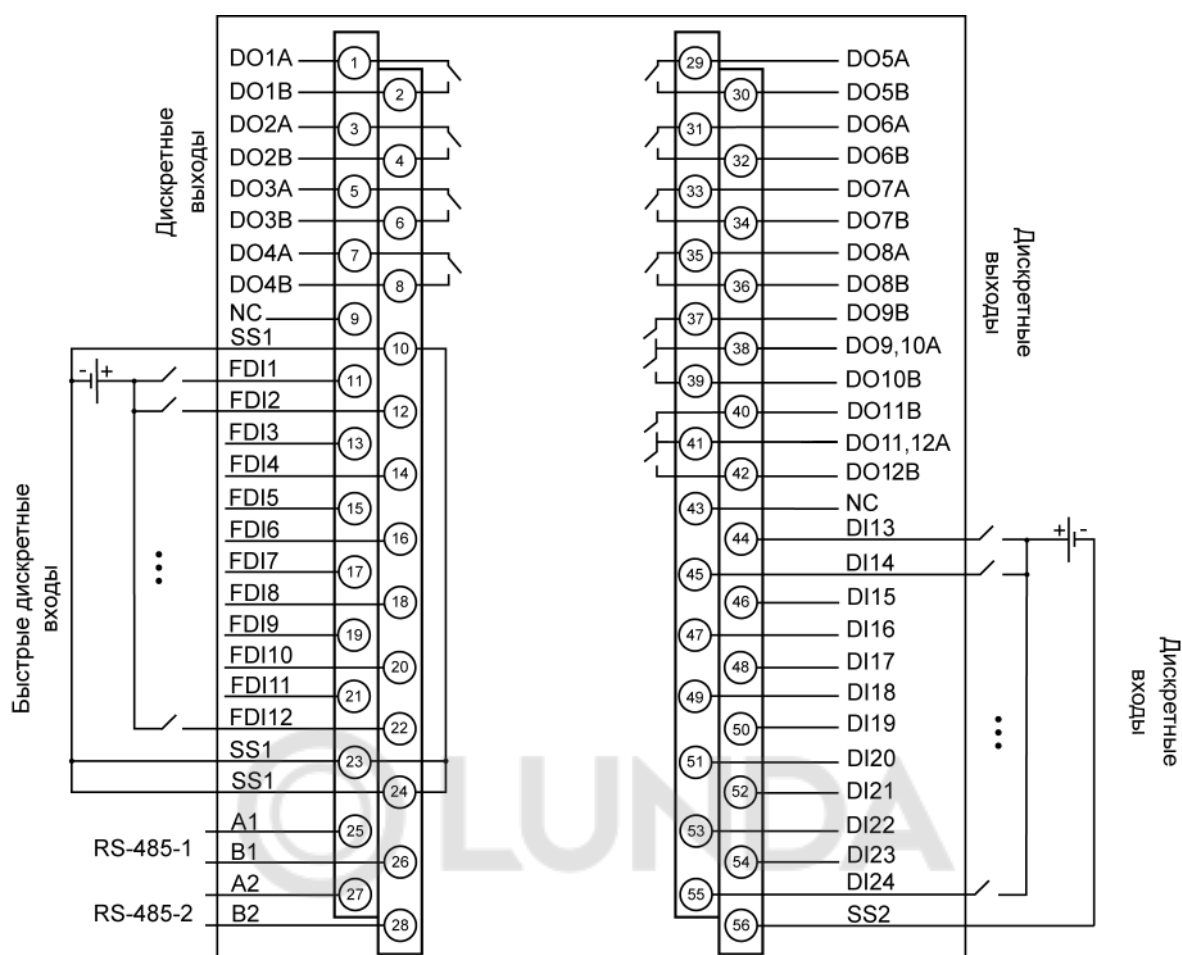 Дискретные
выходы
DO1A 1
DO1B 2
DO2A 3
DO2B 4
DO3A 5
DO3B 6
DO4A 7
DO4B 8
NC 9
SS1 10
- +
FDI1 11
FDI2 12
FDI3 13
FDI4 14
FDI5 15
FDI6 16
FDI7 17
FDI8 18
FDI9 19
FDI10 20
FDI11 21
FDI12 22
SS1 23
SS1 24
Быстрые дискретные
входы
RS-485-1
A1 25
B1 26
RS-485-2
A2 27
B2 28
29 DO5A
30 DO5B
31 DO6A
32 DO6B
33 DO7A
34 DO7B
35 DO8A
36 DO8B
37 DO9B
38 DO9,10A
39 DO10B
40 DO11B
41 DO11,12A
42 DO12B
43 NC
Дискретные
выходы
44 DI13
+ -
45 DI14
46 DI15
47 DI16
48 DI17
49 DI18
50 DI19
51 DI20
52 DI21
53 DI22
54 DI23
55 DI24
56 SS2
Дискретные
входы
LUNDA